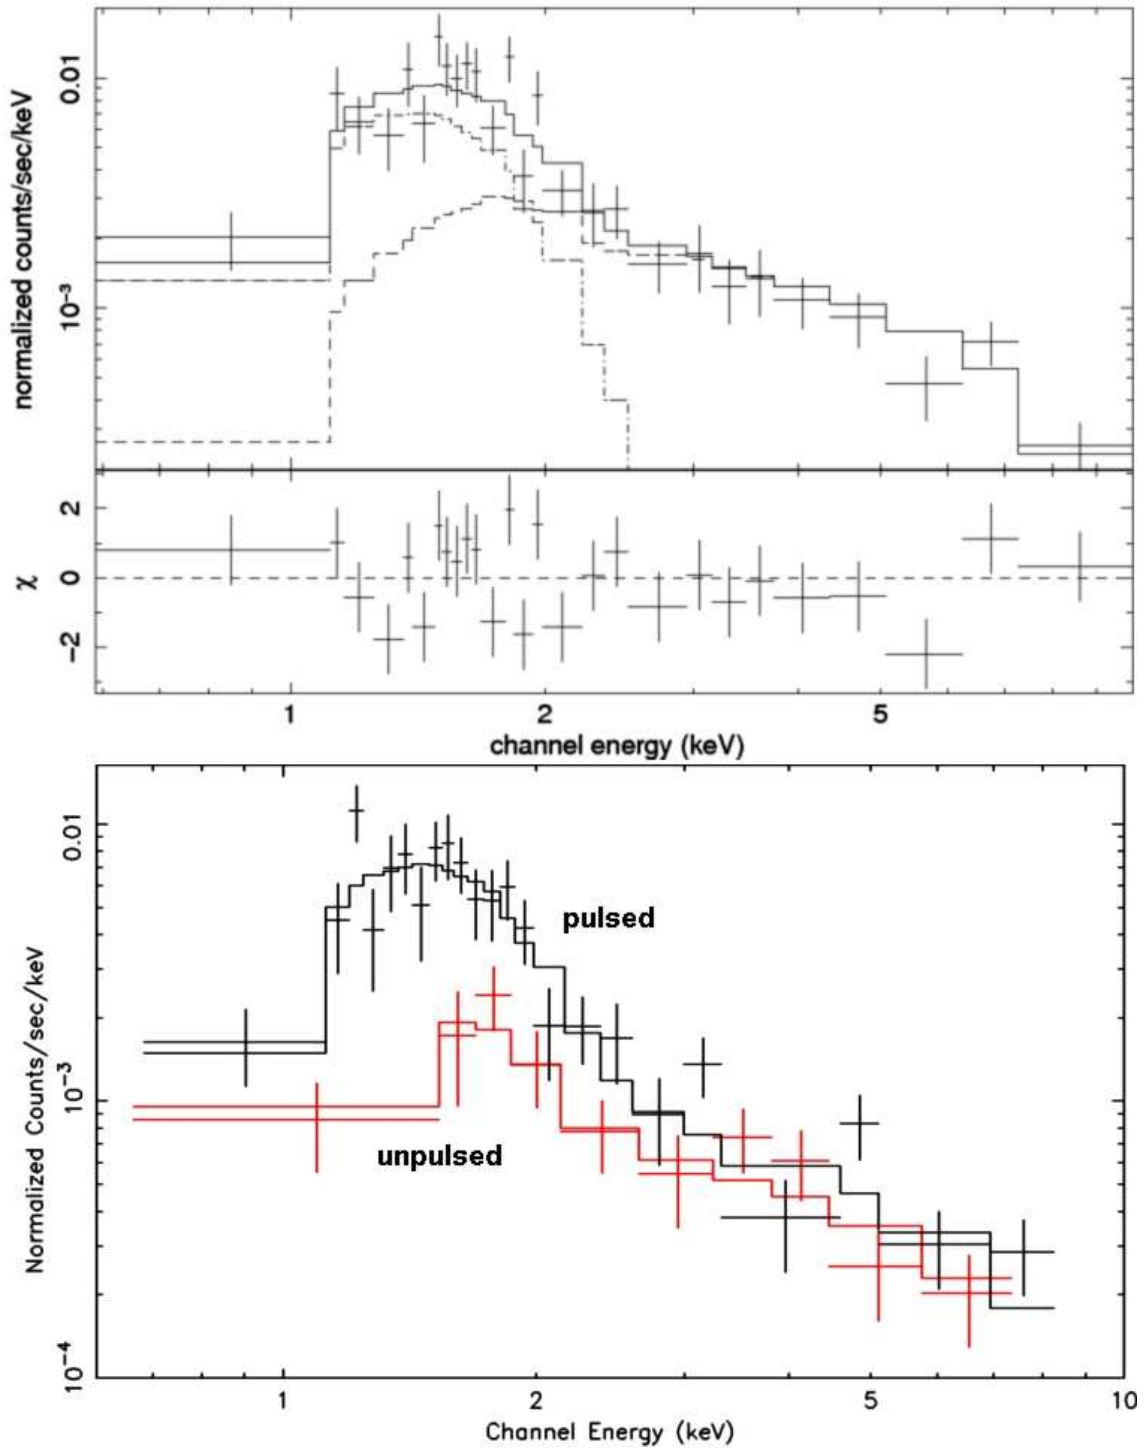 normalized counts/sec/keV
0.01
10⁻³
χ
2
0
−2
1
2
5
channel energy (keV)
Normalized Counts/sec/keV
0.01
10⁻³
10⁻⁴
pulsed
unpulsed
1
2
5
10
Channel Energy (keV)